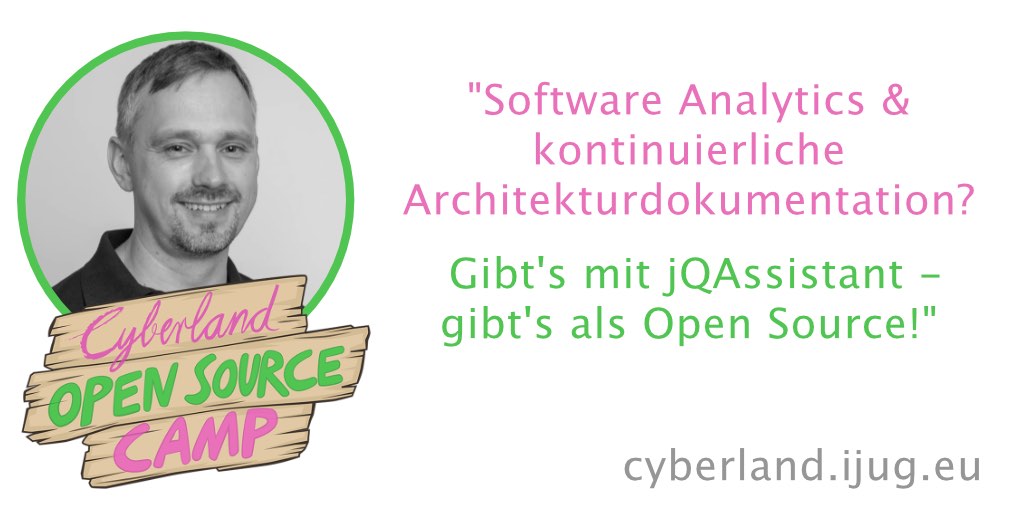 "Software Analytics &
kontinuierliche
Architekturdokumentation?
Gibt's mit jQAssistant –
gibt's als Open Source!"
Cyberland
OPEN SOURCE
CAMP
cyberland.ijug.eu